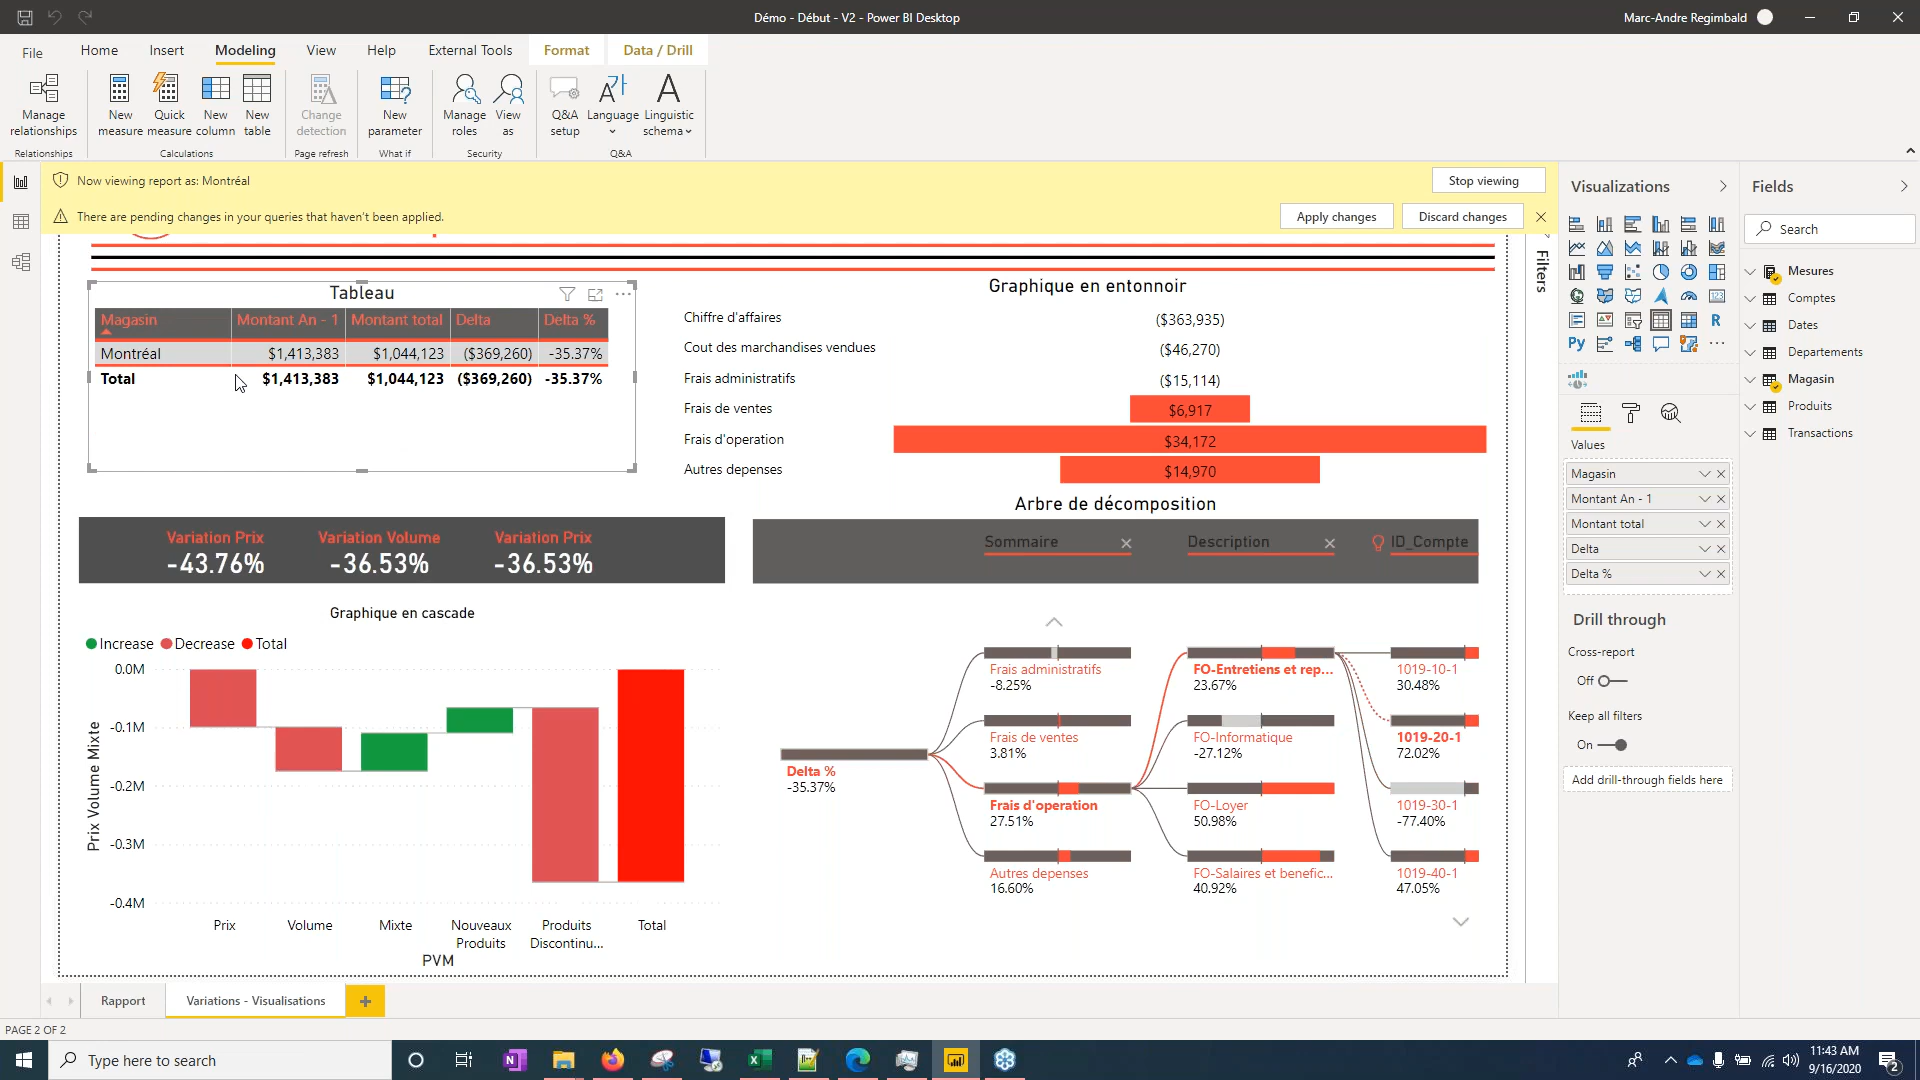 Démo - Début - V2 - Power BI Desktop
Marc-Andre Regimbald
File
Home
Insert
Modeling
View
Help
External Tools
Format
Data / Drill
Manage relationships
New measure
Quick measure
New column
New table
Change detection
New parameter
Manage roles
View as
Q&A setup
Language
Linguistic schema
Relationships
Calculations
Page refresh
What if
Security
Q&A
Now viewing report as: Montréal
Stop viewing
There are pending changes in your queries that haven't been applied.
Apply changes
Discard changes
Tableau
Magasin Montant An - 1 Montant total Delta Delta %
Montréal $1,413,383 $1,044,123 ($369,260) -35.37%
Total $1,413,383 $1,044,123 ($369,260) -35.37%
Graphique en entonnoir
Chiffre d'affaires ($363,935)
Cout des marchandises vendues ($46,270)
Frais administratifs ($15,114)
Frais de ventes $6,917
Frais d'operation $34,172
Autres depenses $14,970
Variation Prix
-43.76%
Variation Volume
-36.53%
Variation Prix
-36.53%
Arbre de décomposition
Sommaire
Description
ID_Compte
Graphique en cascade
Increase Decrease Total
Prix Volume Mixte
0.0M
-0.1M
-0.2M
-0.3M
-0.4M
Prix
Volume
Mixte
Nouveaux Produits
Produits Discontinu...
Total
PVM
Delta %
-35.37%
Frais administratifs
-8.25%
Frais de ventes
3.81%
Frais d'operation
27.51%
Autres depenses
16.60%
FO-Entretiens et rep...
23.67%
FO-Informatique
-27.12%
FO-Loyer
50.98%
FO-Salaires et benefic...
40.92%
1019-10-1
30.48%
1019-20-1
72.02%
1019-30-1
-77.40%
1019-40-1
47.05%
Filters
Visualizations
R
Py
Values
Magasin
Montant An - 1
Montant total
Delta
Delta %
Drill through
Cross-report
Off
Keep all filters
On
Add drill-through fields here
Fields
Search
Mesures
Comptes
Dates
Departements
Magasin
Produits
Transactions
Rapport
Variations - Visualisations
PAGE 2 OF 2
Type here to search
11:43 AM
9/16/2020
2